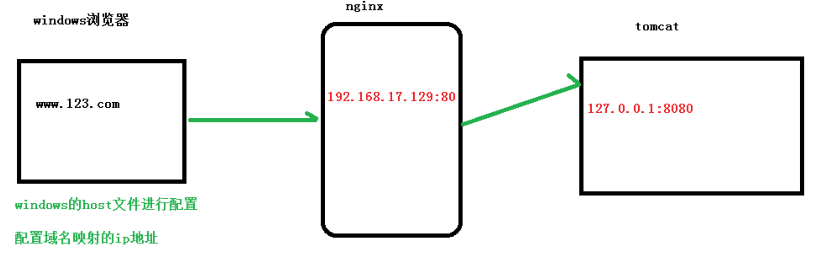 windows浏览器
nginx
tomcat
www.123.com
192.168.17.129:80
127.0.0.1:8080
windows的host文件进行配置
配置域名映射的ip地址